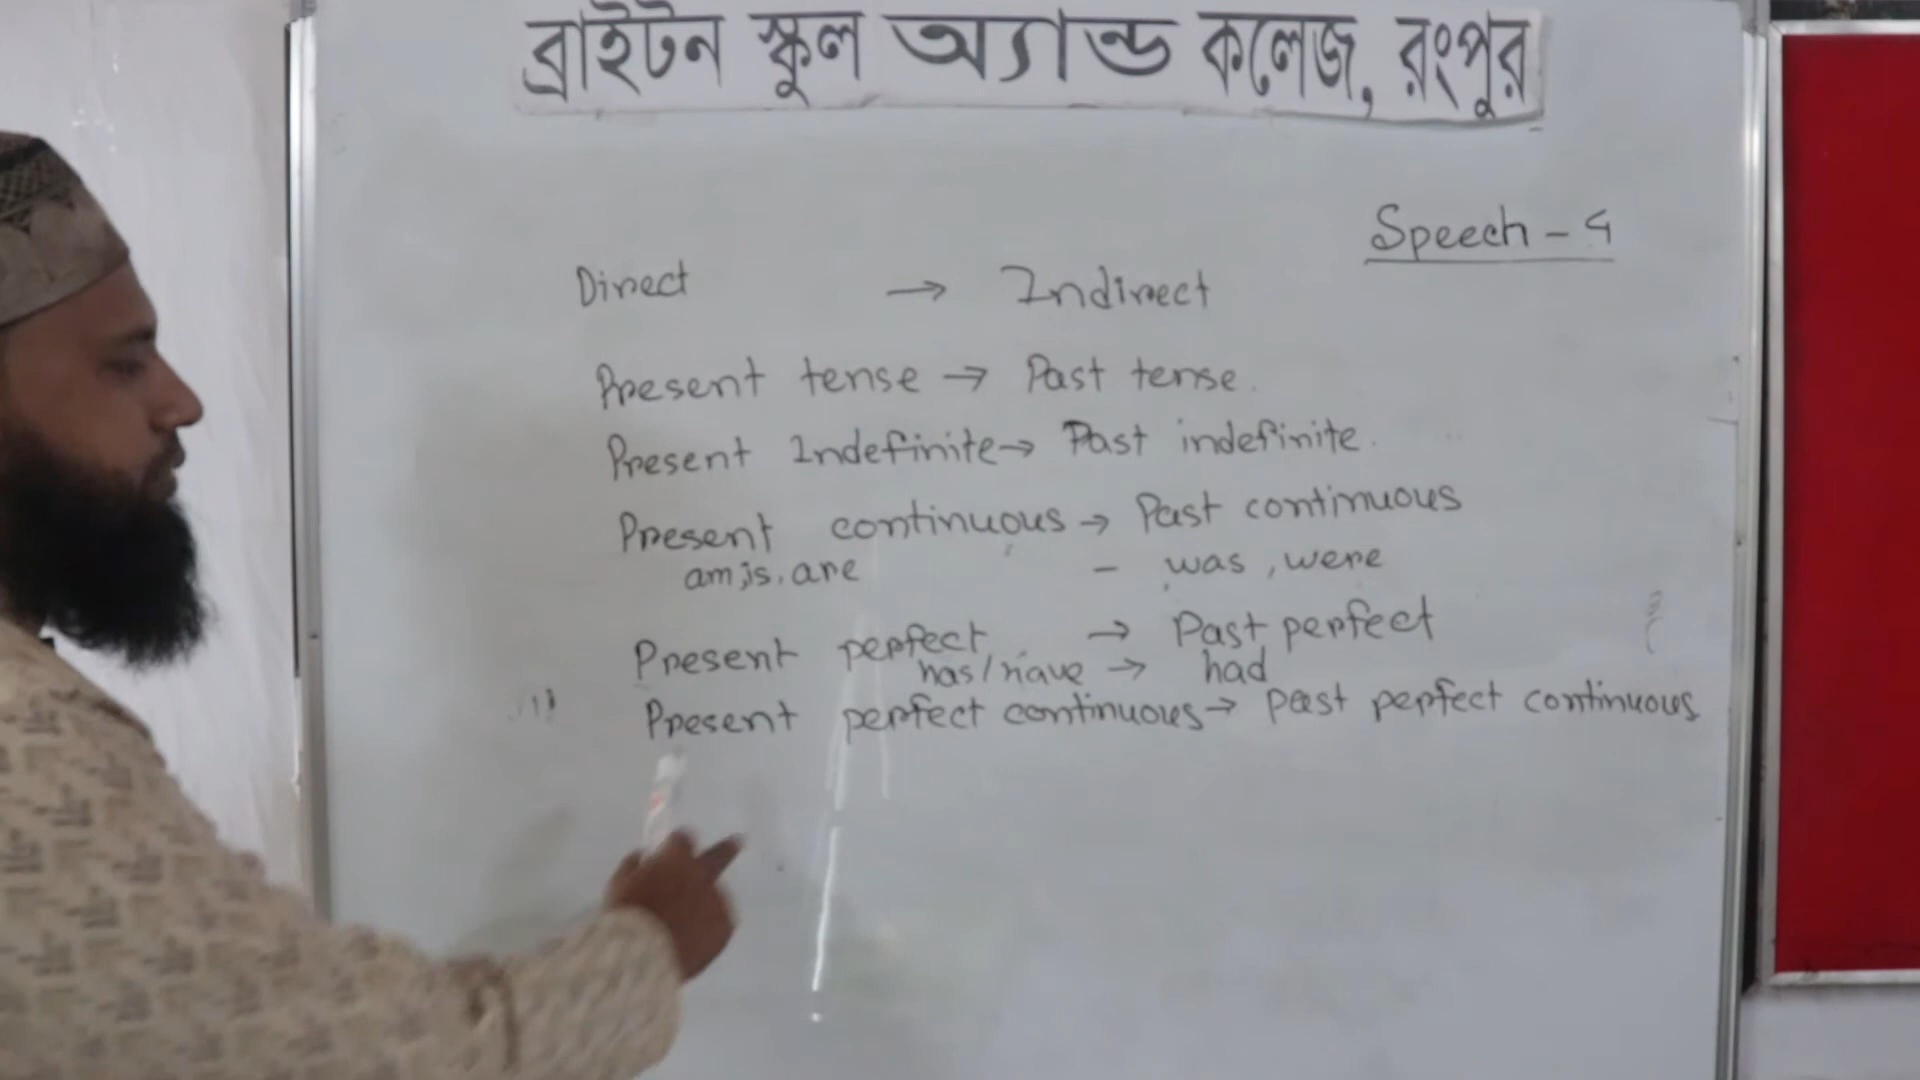 ব্রাইটন স্কুল অ্যান্ড কলেজ, রংপুর
Speech - 4
Direct → Indirect
Present tense → Past tense.
Present Indefinite → Past indefinite.
Present continuous → Past continuous
am, is, are - was, were
Present perfect → Past perfect
has/have → had
Present perfect continuous → Past perfect continuous